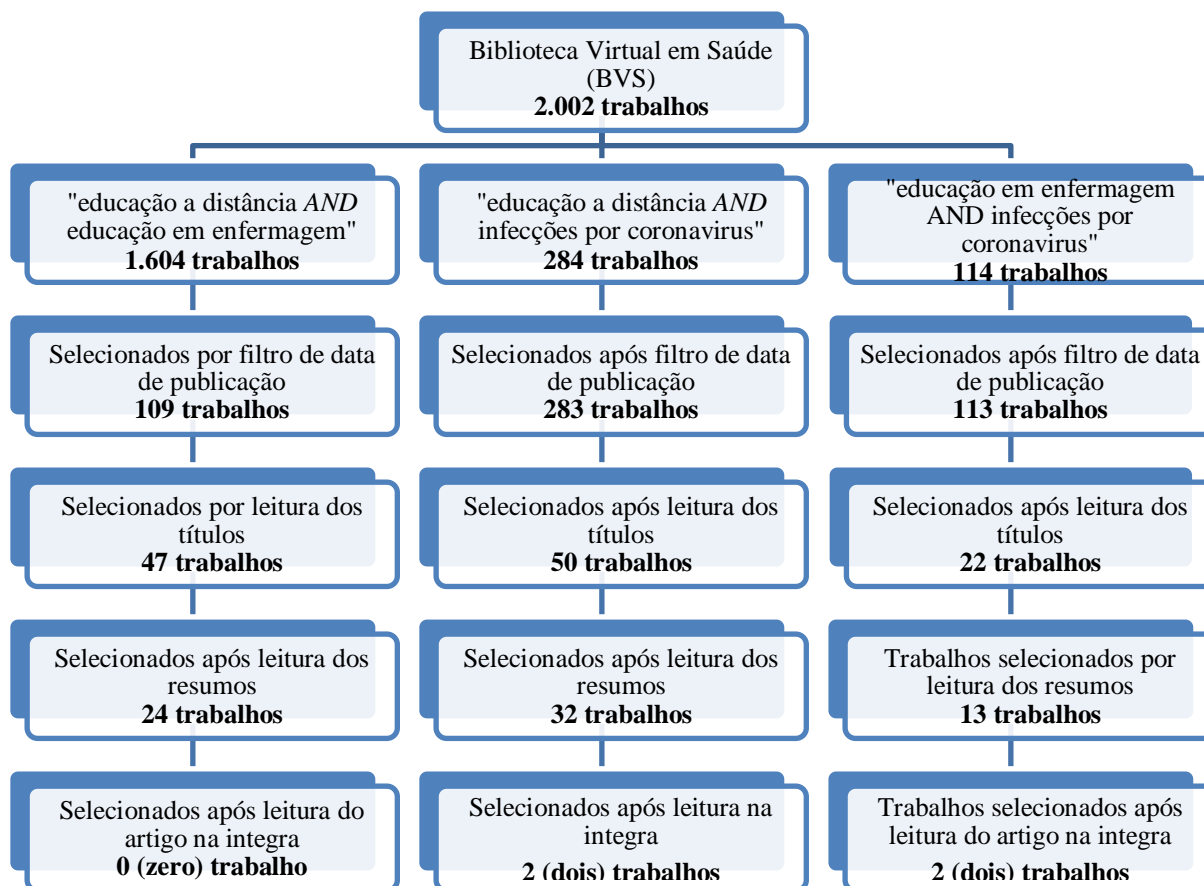 Biblioteca Virtual em Saúde
(BVS)
2.002 trabalhos
"educação a distância AND
educação em enfermagem"
1.604 trabalhos
"educação a distância AND
infecções por coronavirus"
284 trabalhos
"educação em enfermagem
AND infecções por
coronavirus"
114 trabalhos
Selecionados por filtro de data
de publicação
109 trabalhos
Selecionados após filtro de data
de publicação
283 trabalhos
Selecionados após filtro de data
de publicação
113 trabalhos
Selecionados por leitura dos
títulos
47 trabalhos
Selecionados após leitura dos
títulos
50 trabalhos
Selecionados após leitura dos
títulos
22 trabalhos
Selecionados após leitura dos
resumos
24 trabalhos
Selecionados após leitura dos
resumos
32 trabalhos
Trabalhos selecionados por
leitura dos resumos
13 trabalhos
Selecionados após leitura do
artigo na integra
0 (zero) trabalho
Selecionados após leitura na
integra
2 (dois) trabalhos
Trabalhos selecionados após
leitura do artigo na integra
2 (dois) trabalhos